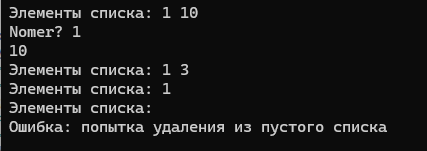 Элементы списка: 1 10
Nomer? 1
10
Элементы списка: 1 3
Элементы списка: 1
Элементы списка:
Ошибка: попытка удаления из пустого списка